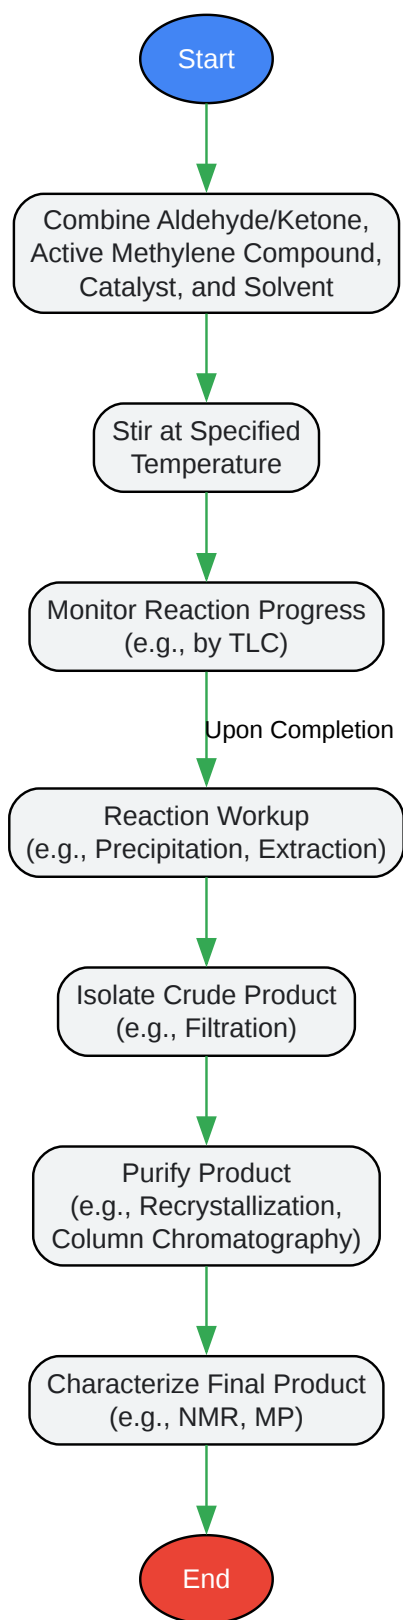 Start
Combine Aldehyde/Ketone,
Active Methylene Compound,
Catalyst, and Solvent
Stir at Specified
Temperature
Monitor Reaction Progress
(e.g., by TLC)
Upon Completion
Reaction Workup
(e.g., Precipitation, Extraction)
Isolate Crude Product
(e.g., Filtration)
Purify Product
(e.g., Recrystallization,
Column Chromatography)
Characterize Final Product
(e.g., NMR, MP)
End